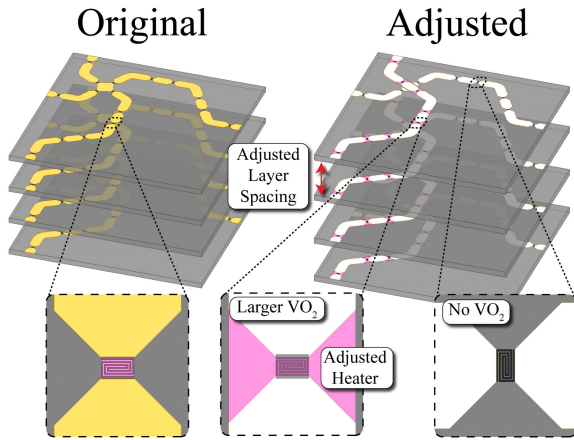 Original
Adjusted
Adjusted
Layer
Spacing
Larger VO₂
Adjusted
Heater
No VO₂